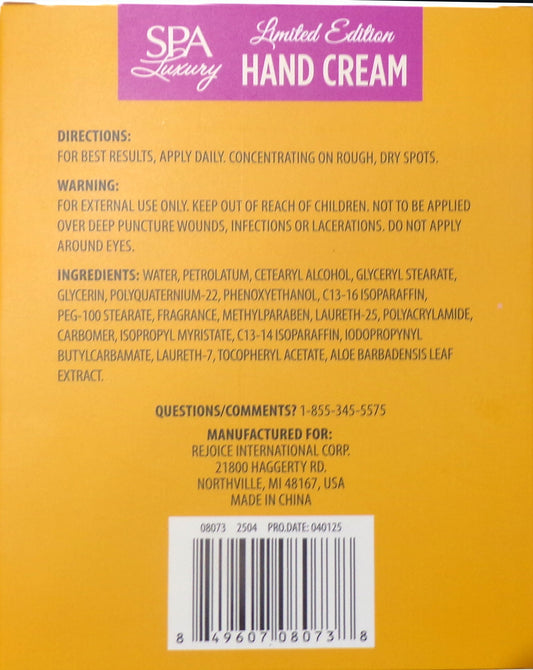 SPA
Luxury
Limited Edition
HAND CREAM
DIRECTIONS:
FOR BEST RESULTS, APPLY DAILY. CONCENTRATING ON ROUGH, DRY SPOTS.
WARNING:
FOR EXTERNAL USE ONLY. KEEP OUT OF REACH OF CHILDREN. NOT TO BE APPLIED
OVER DEEP PUNCTURE WOUNDS, INFECTIONS OR LACERATIONS. DO NOT APPLY
AROUND EYES.
INGREDIENTS: WATER, PETROLATUM, CETEARYL ALCOHOL, GLYCERYL STEARATE,
GLYCERIN, POLYQUATERNIUM-22, PHENOXYETHANOL, C13-16 ISOPARAFFIN,
PEG-100 STEARATE, FRAGRANCE, METHYLPARABEN, LAURETH-25, POLYACRYLAMIDE,
CARBOMER, ISOPROPYL MYRISTATE, C13-14 ISOPARAFFIN, IODOPROPYNYL
BUTYLCARBAMATE, LAURETH-7, TOCOPHERYL ACETATE, ALOE BARBADENSIS LEAF
EXTRACT.
QUESTIONS/COMMENTS? 1-855-345-5575
MANUFACTURED FOR:
REJOICE INTERNATIONAL CORP.
21800 HAGGERTY RD.
NORTHVILLE, MI 48167, USA
MADE IN CHINA
08073 2504 PRO.DATE: 040125
8 49607 08073 8